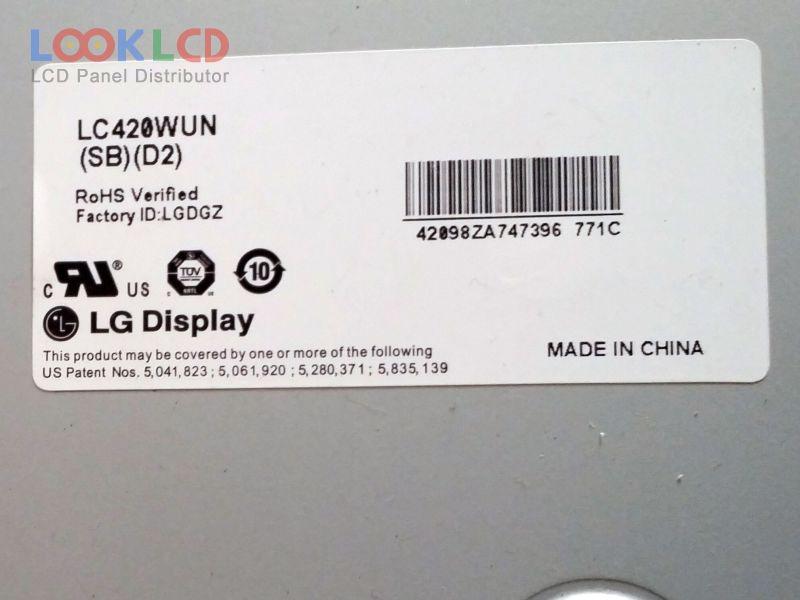 LOOKLCD
LCD Panel Distributor
LC420WUN
(SB)(D2)
RoHS Verified
Factory ID:LGDGZ
42098ZA747396 771C
c RU ® US
TÜV
NRTL
10
LG Display
This product may be covered by one or more of the following
US Patent Nos. 5,041,823 ; 5,061,920 ; 5,280,371 ; 5,835,139
MADE IN CHINA